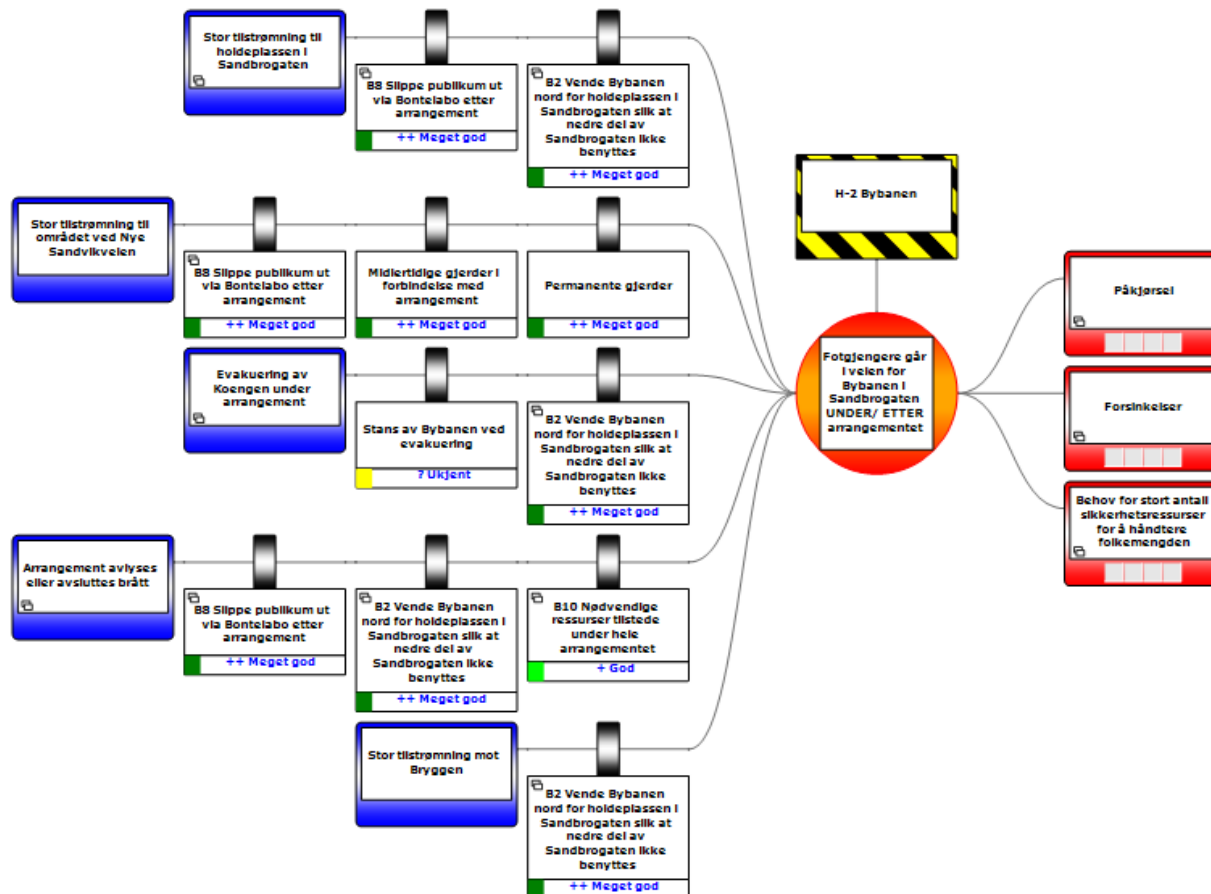 Stor tilstrømning til
holdeplassen i
Sandbrogaten
B8 Slippe publikum ut
via Bontelabo etter
arrangement
++ Meget god
B2 Vende Bybanen
nord for holdeplassen i
Sandbrogaten slik at
nedre del av
Sandbrogaten ikke
benyttes
++ Meget god
Stor tilstrømning til
området ved Nye
Sandvikveien
B8 Slippe publikum ut
via Bontelabo etter
arrangement
++ Meget god
Midlertidige gjerder i
forbindelse med
arrangement
++ Meget god
Permanente gjerder
++ Meget god
Evakuering av
Koengen under
arrangement
Stans av Bybanen ved
evakuering
? Ukjent
B2 Vende Bybanen
nord for holdeplassen i
Sandbrogaten slik at
nedre del av
Sandbrogaten ikke
benyttes
++ Meget god
Arrangement avlyses
eller avsluttes brått
B8 Slippe publikum ut
via Bontelabo etter
arrangement
++ Meget god
B2 Vende Bybanen
nord for holdeplassen i
Sandbrogaten slik at
nedre del av
Sandbrogaten ikke
benyttes
++ Meget god
B10 Nødvendige
ressurser tilstede
under hele
arrangementet
+ God
Stor tilstrømning mot
Bryggen
B2 Vende Bybanen
nord for holdeplassen i
Sandbrogaten slik at
nedre del av
Sandbrogaten ikke
benyttes
++ Meget god
H-2 Bybanen
Fotgjengere går
i veien for
Bybanen i
Sandbrogaten
UNDER/ ETTER
arrangementet
Påkjørsel
Forsinkelser
Behov for stort antall
sikkerhetsressurser
for å håndtere
folkemengden